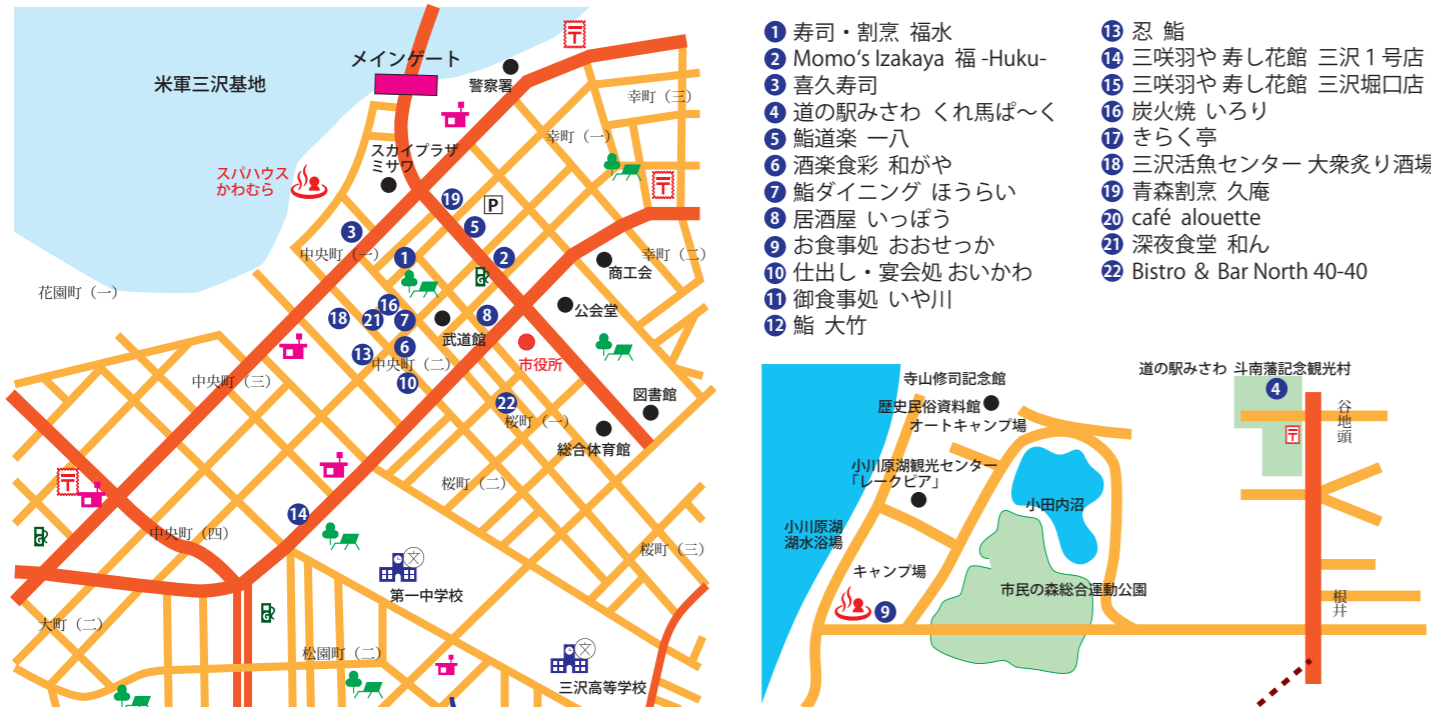 米軍三沢基地
メインゲート
警察署
幸町（三）
幸町（一）
スカイプラザ
ミサワ
スパハウス
かわむら
P
19
5
3
中央町（一）
1
2
幸町（二）
商工会
花園町（一）
公会堂
16
18
21
7
8
武道館
6
市役所
13
中央町（二）
中央町（三）
10
図書館
22
桜町（一）
総合体育館
桜町（二）
14
中央町（四）
文
桜町（三）
第一中学校
大町（二）
松園町（二）
文
三沢高等学校
1 寿司・割烹 福水
2 Momo‘s Izakaya 福 -Huku-
3 喜久寿司
4 道の駅みさわ くれ馬ぱ～く
5 鮨道楽 一八
6 酒楽食彩 和がや
7 鮨ダイニング ほうらい
8 居酒屋 いっぽう
9 お食事処 おおせっか
10 仕出し・宴会処 おいかわ
11 御食事処 いや川
12 鮨 大竹
13 忍 鮨
14 三咲羽や 寿し花館 三沢１号店
15 三咲羽や 寿し花館 三沢堀口店
16 炭火焼 いろり
17 きらく亭
18 三沢活魚センター 大衆炙り酒場
19 青森割烹 久庵
20 café alouette
21 深夜食堂 和ん
22 Bistro & Bar North 40-40
寺山修司記念館
歴史民俗資料館
オートキャンプ場
小川原湖観光センター
「レークピア」
小田内沼
小川原湖
湖水浴場
キャンプ場
市民の森総合運動公園
9
道の駅みさわ 斗南藩記念観光村
4
谷地頭
根井